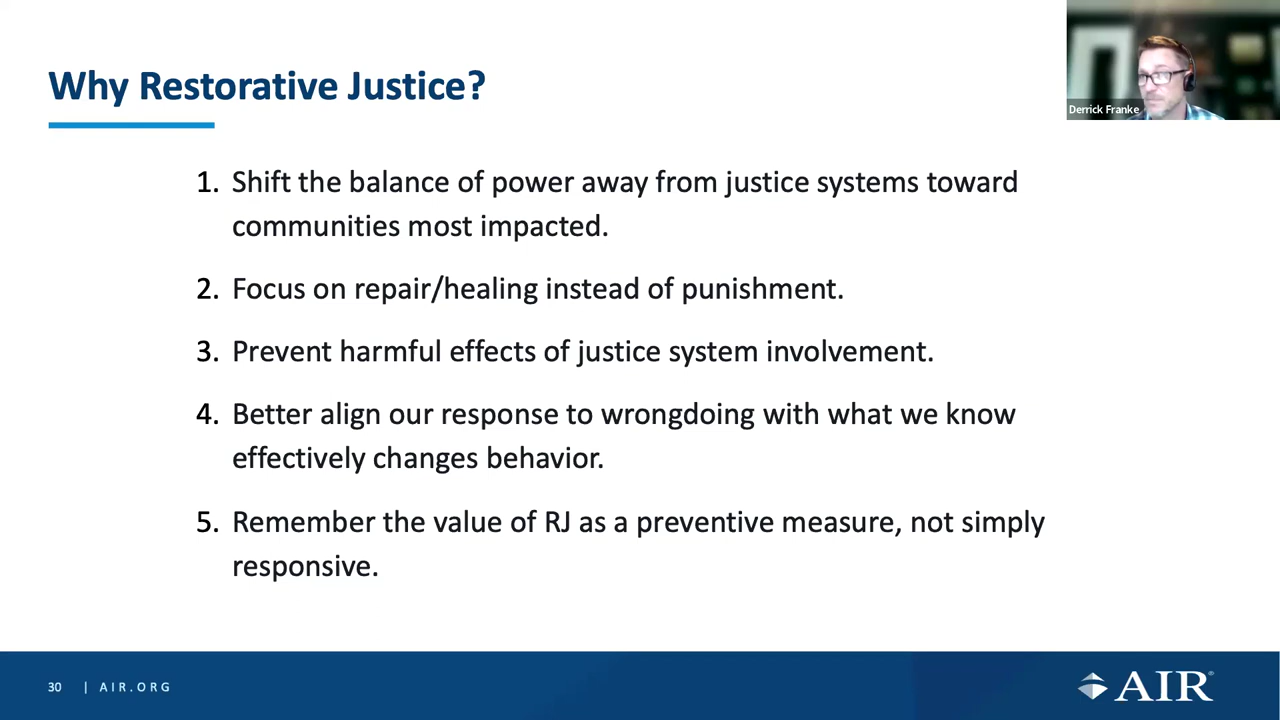 Derrick Franke
Why Restorative Justice?
1. Shift the balance of power away from justice systems toward
communities most impacted.
2. Focus on repair/healing instead of punishment.
3. Prevent harmful effects of justice system involvement.
4. Better align our response to wrongdoing with what we know
effectively changes behavior.
5. Remember the value of RJ as a preventive measure, not simply
responsive.
30 | AIR.ORG
AIR®